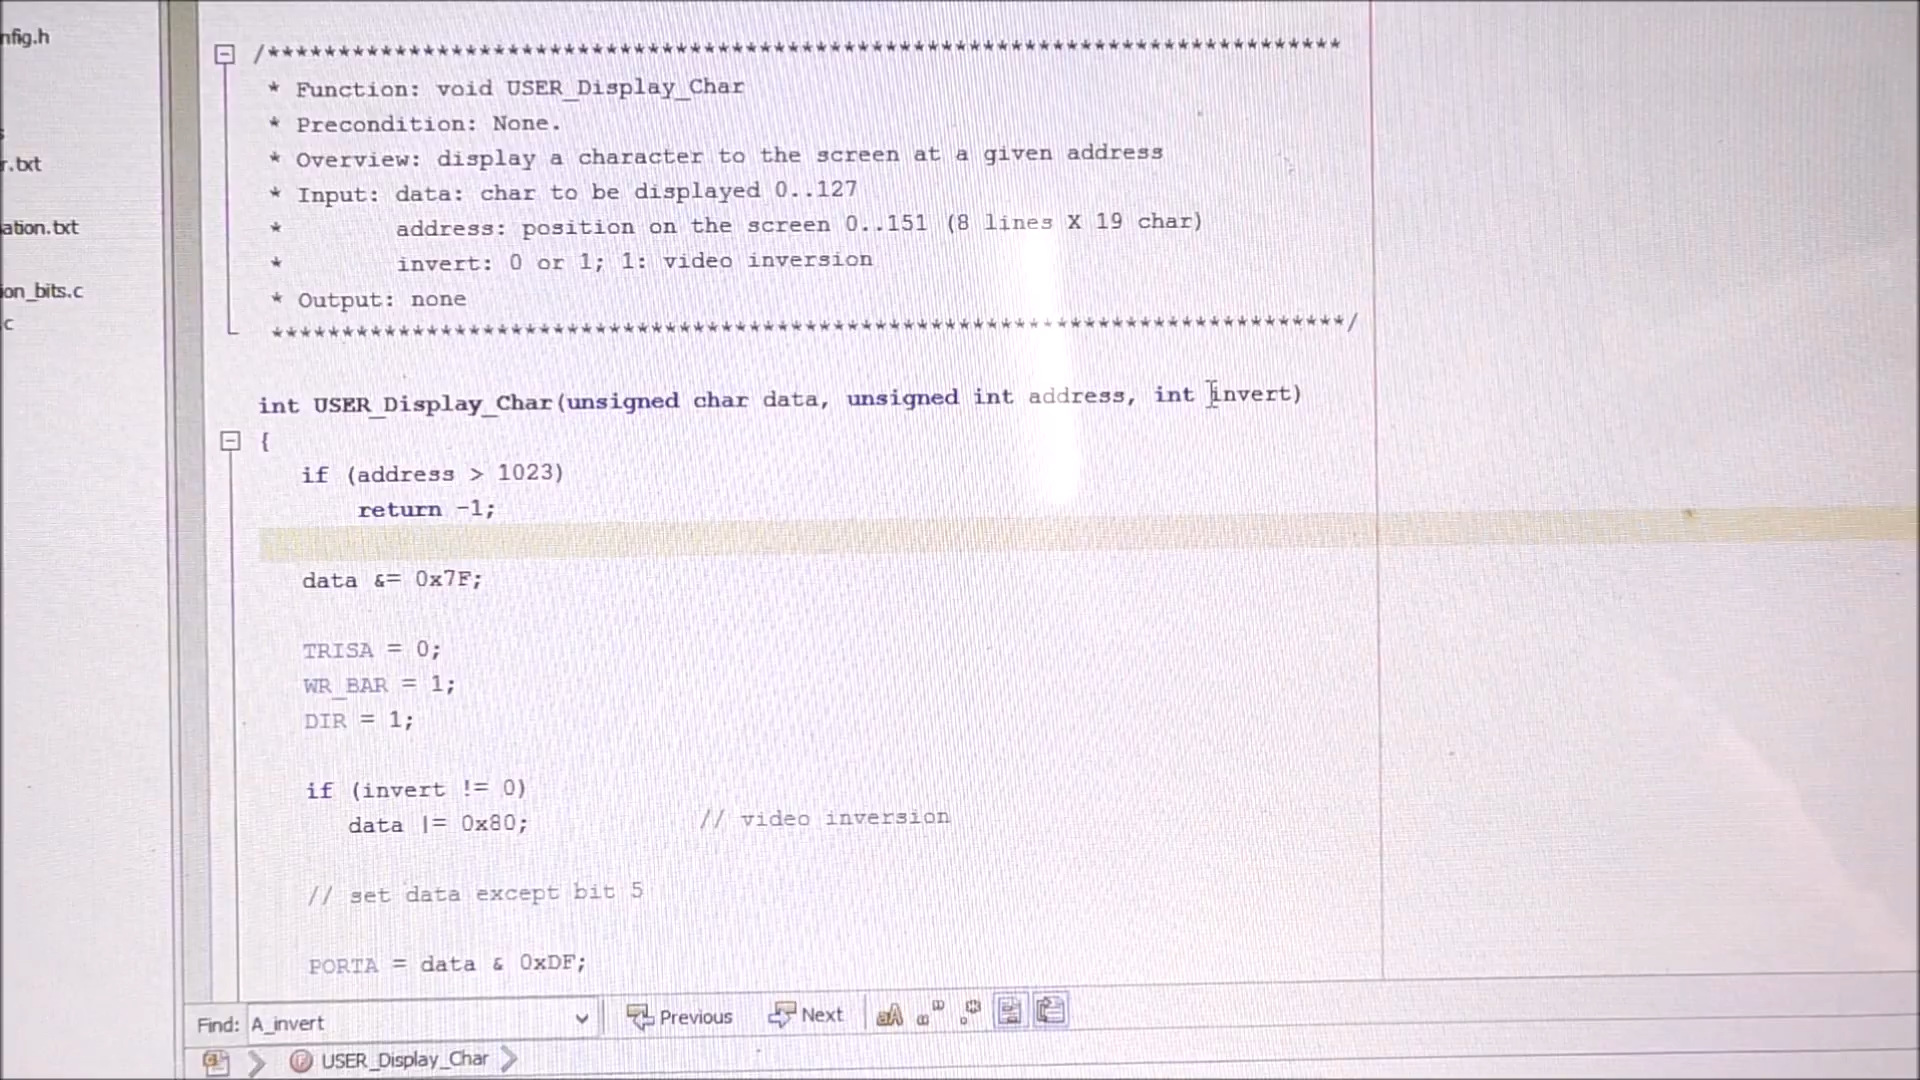 nfig.h
r.txt
ation.txt
ion_bits.c
c
/*****************************************************************************
* Function: void USER_Display_Char
* Precondition: None.
* Overview: display a character to the screen at a given address
* Input: data: char to be displayed 0..127
* address: position on the screen 0..151 (8 lines X 19 char)
* invert: 0 or 1; 1: video inversion
* Output: none
*****************************************************************************/
int USER_Display_Char(unsigned char data, unsigned int address, int invert)
{
if (address > 1023)
return -1;
data &= 0x7F;
TRISA = 0;
WR_BAR = 1;
DIR = 1;
if (invert != 0)
data |= 0x80; // video inversion
// set data except bit 5
PORTA = data & 0xDF;
Find: A_invert Previous Next
USER_Display_Char